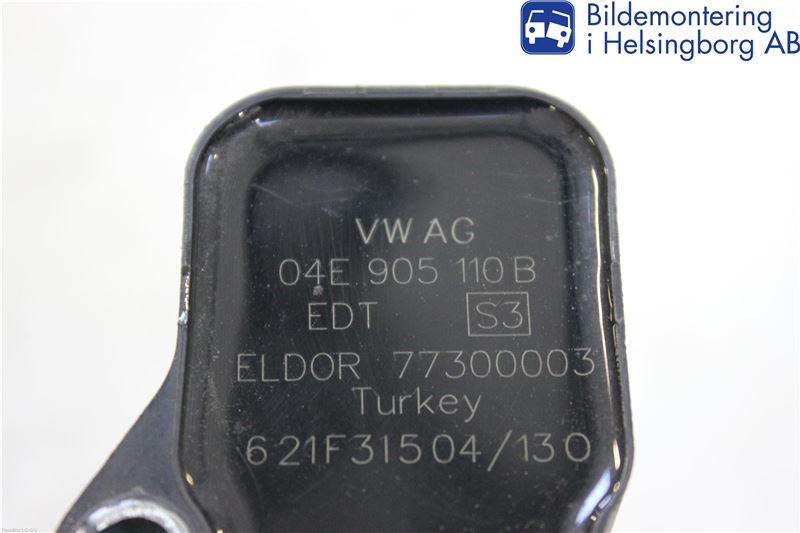 Bildemontering
i Helsingborg AB
VW AG
04E 905 110 B
EDT S3
ELDOR 77300003
Turkey
621F31504/130